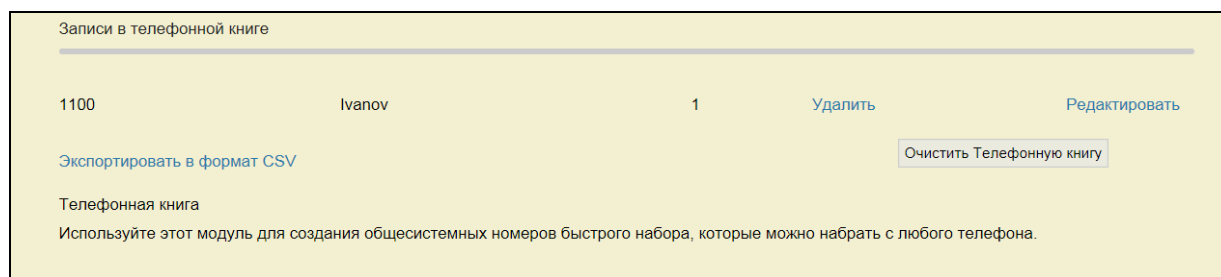 Записи в телефонной книге
1100 Ivanov 1 Удалить Редактировать
Экспортировать в формат CSV Очистить Телефонную книгу
Телефонная книга
Используйте этот модуль для создания общесистемных номеров быстрого набора, которые можно набрать с любого телефона.